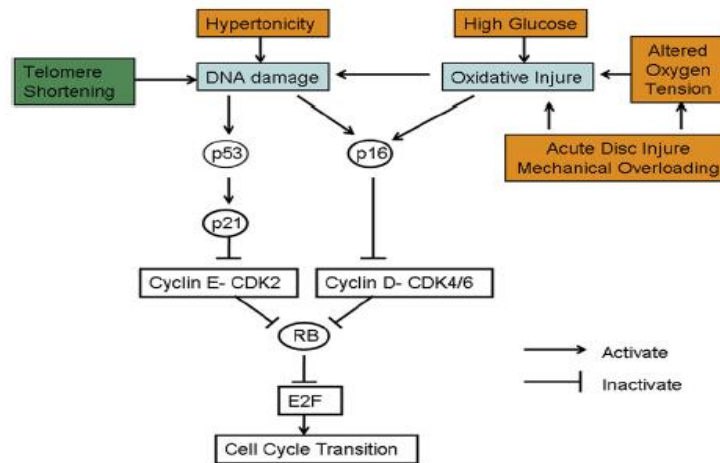 Hypertonicity
High Glucose
Altered
Oxygen
Tension
Telomere
Shortening
DNA damage
Oxidative Injure
Acute Disc Injure
Mechanical Overloading
p53
p16
p21
Cyclin E- CDK2
Cyclin D- CDK4/6
RB
Activate
Inactivate
E2F
Cell Cycle Transition